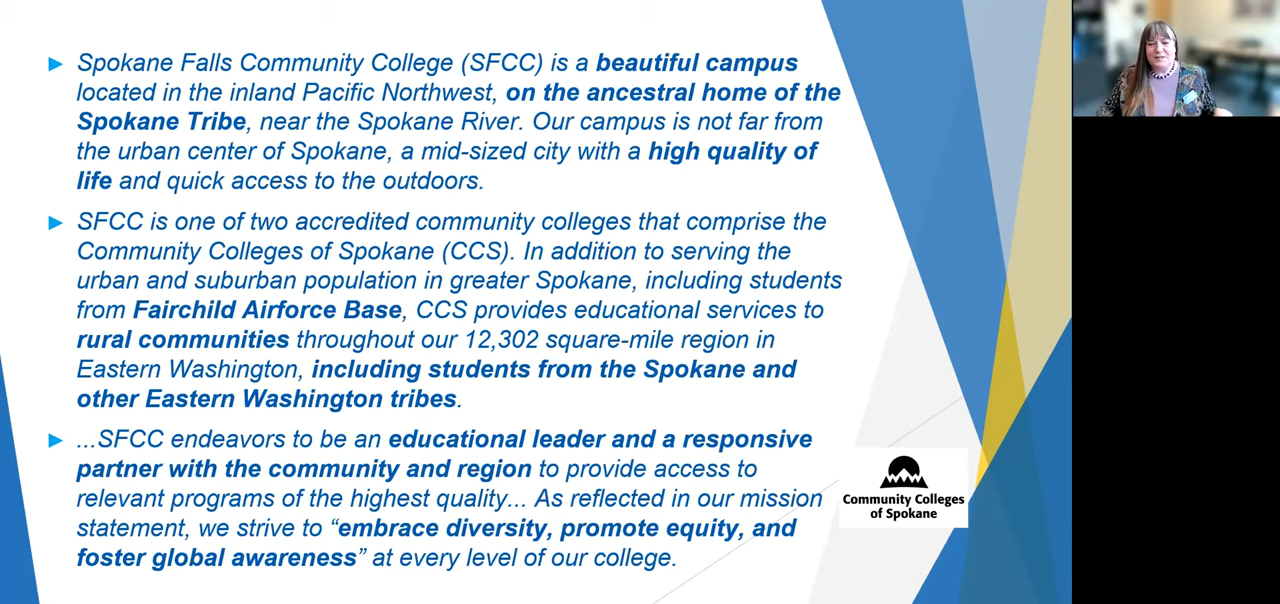 Spokane Falls Community College (SFCC) is a beautiful campus
located in the inland Pacific Northwest, on the ancestral home of the
Spokane Tribe, near the Spokane River. Our campus is not far from
the urban center of Spokane, a mid-sized city with a high quality of
life and quick access to the outdoors.
SFCC is one of two accredited community colleges that comprise the
Community Colleges of Spokane (CCS). In addition to serving the
urban and suburban population in greater Spokane, including students
from Fairchild Airforce Base, CCS provides educational services to
rural communities throughout our 12,302 square-mile region in
Eastern Washington, including students from the Spokane and
other Eastern Washington tribes.
...SFCC endeavors to be an educational leader and a responsive
partner with the community and region to provide access to
relevant programs of the highest quality... As reflected in our mission
statement, we strive to “embrace diversity, promote equity, and
foster global awareness” at every level of our college.
Community Colleges
of Spokane